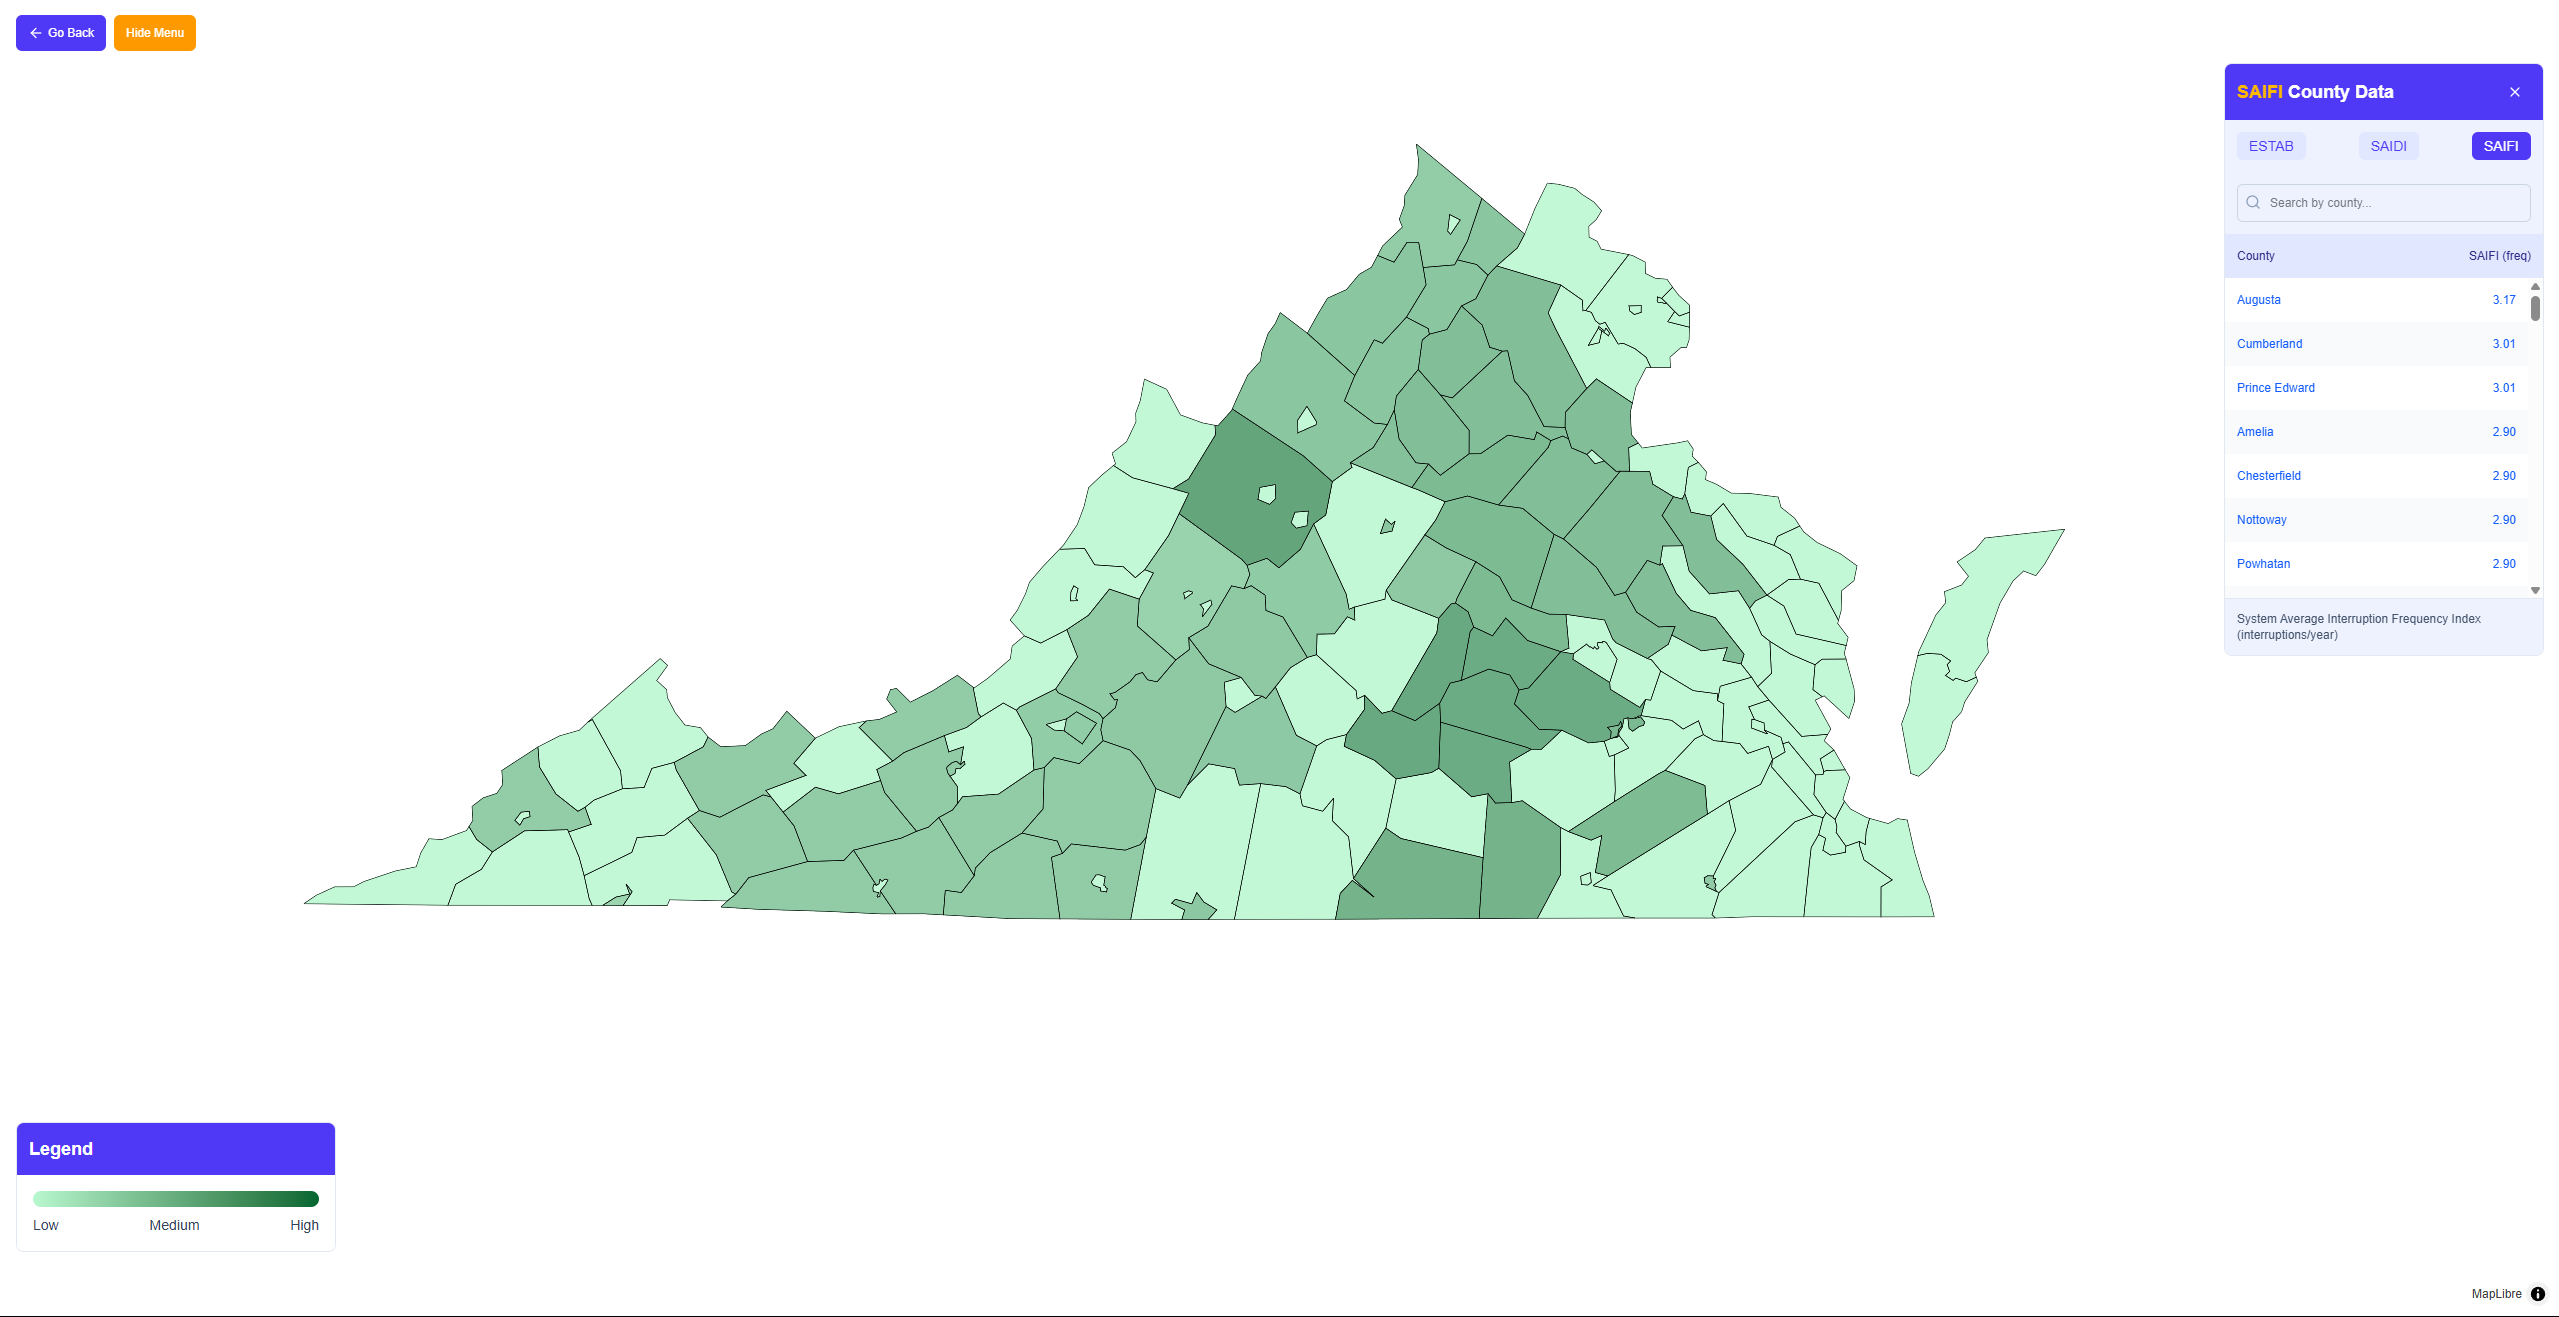 Go Back
Hide Menu
SAIFI County Data
ESTAB
SAIDI
SAIFI
Search by county...
County SAIFI (freq)
Augusta 3.17
Cumberland 3.01
Prince Edward 3.01
Amelia 2.90
Chesterfield 2.90
Nottoway 2.90
Powhatan 2.90
System Average Interruption Frequency Index
(interruptions/year)
Legend
Low Medium High
MapLibre